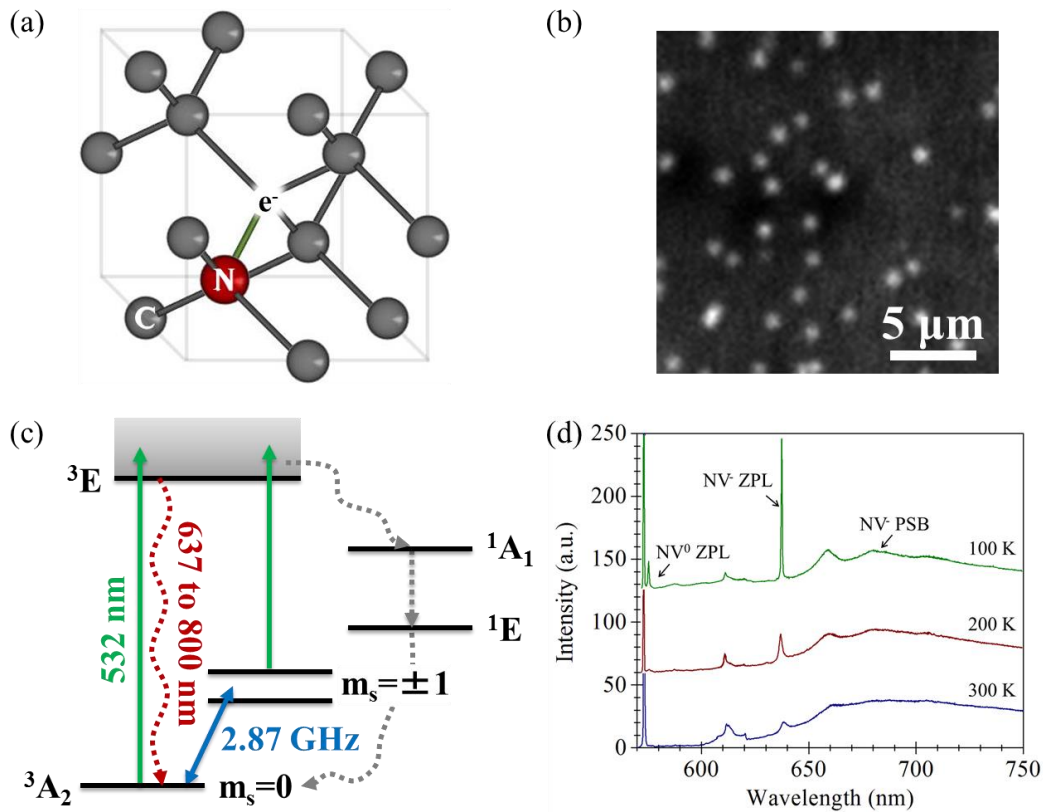 (a)
e⁻
N
C
(b)
5 μm
(c)
³E
532 nm
637 to 800 nm
¹A₁
¹E
mₛ=±1
2.87 GHz
³A₂
mₛ=0
(d)
250
200
150
100
50
0
Intensity (a.u.)
NV⁻ ZPL
NV⁰ ZPL
NV⁻ PSB
100 K
200 K
300 K
600
650
700
750
Wavelength (nm)